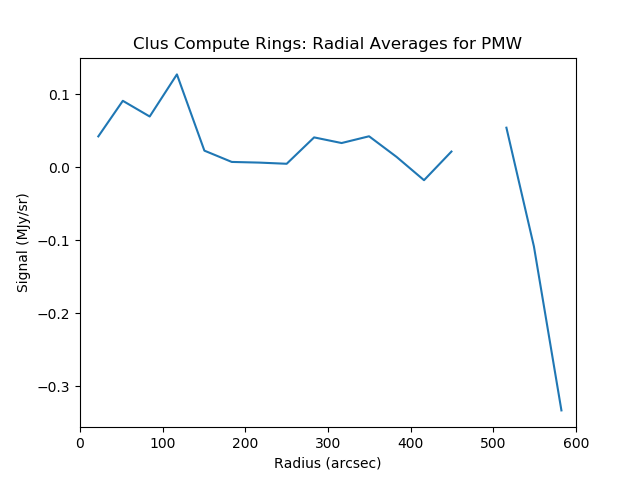 Clus Compute Rings: Radial Averages for PMW
0.1
0.0
−0.1
−0.2
−0.3
Signal (MJy/sr)
0 100 200 300 400 500 600
Radius (arcsec)